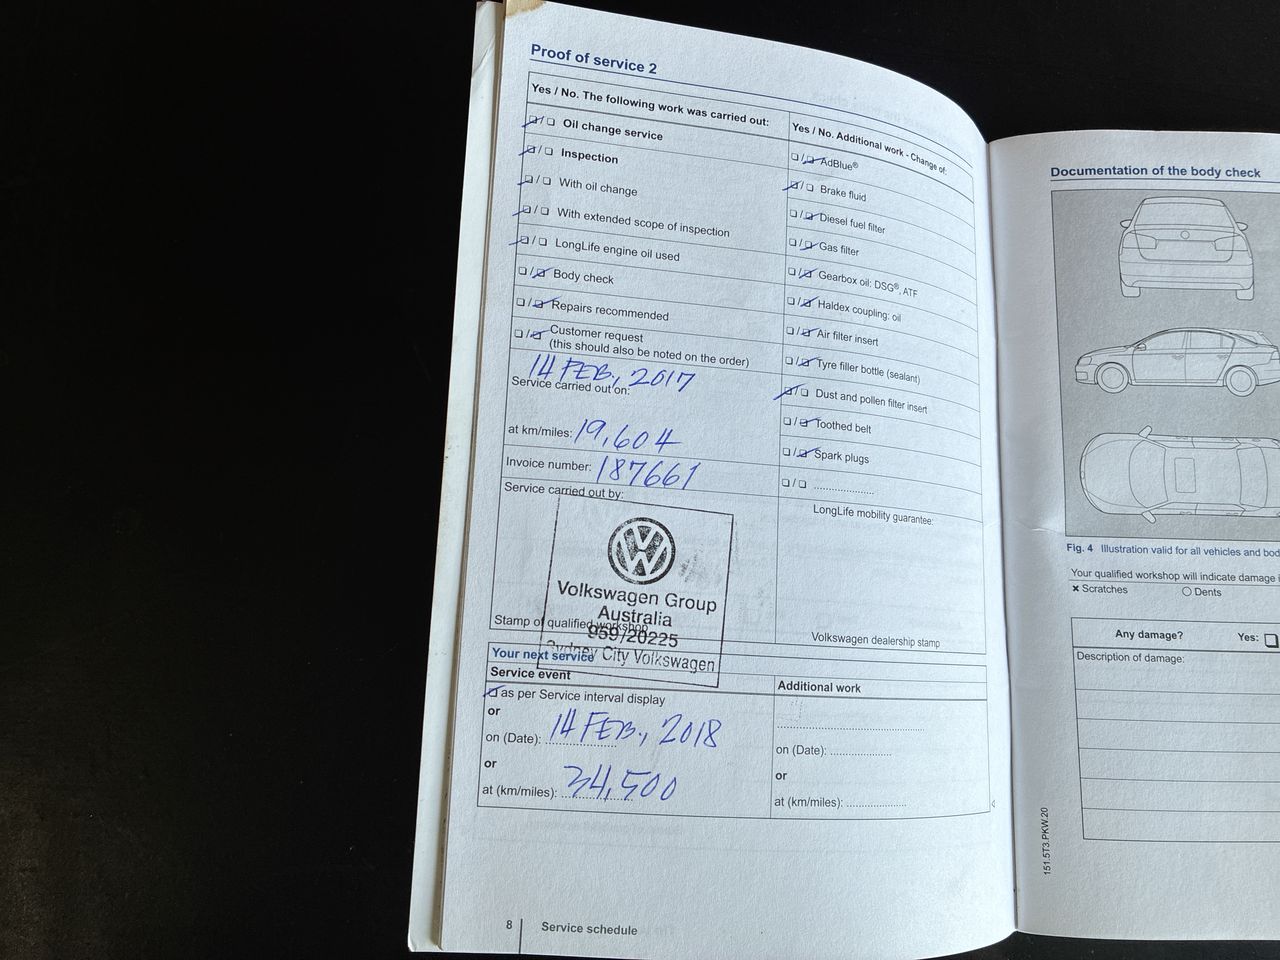 Proof of service 2
Yes / No. The following work was carried out:
Oil change service
Inspection
With oil change
With extended scope of inspection
LongLife engine oil used
Body check
Repairs recommended
Customer request
(this should also be noted on the order)
Service carried out on: 14 FEB., 2017
at km/miles: 19,604
Invoice number: 187661
Service carried out by:
Volkswagen Group
Australia
959/20225
Sydney City Volkswagen
Stamp of qualified workshop
Yes / No. Additional work - Change of:
AdBlue®
Brake fluid
Diesel fuel filter
Gas filter
Gearbox oil: DSG®, ATF
Haldex coupling: oil
Air filter insert
Tyre filler bottle (sealant)
Dust and pollen filter insert
Toothed belt
Spark plugs
....................
LongLife mobility guarantee:
Volkswagen dealership stamp
Your next service
Service event
as per Service interval display
or
on (Date): 14 FEB., 2018
or
at (km/miles): 34,500
Additional work
on (Date): ....................
or
at (km/miles): ....................
8 Service schedule
Documentation of the body check
Fig. 4 Illustration valid for all vehicles and
Your qualified workshop will indicate damage
× Scratches
Dents
Any damage? Yes:
Description of damage:
151.5T3.PKW.20